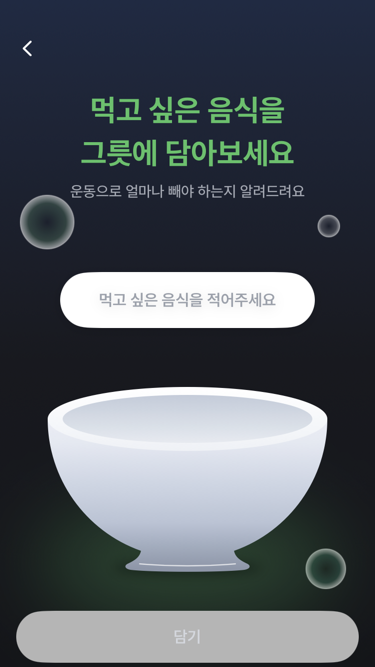 먹고 싶은 음식을
그릇에 담아보세요
운동으로 얼마나 빼야 하는지 알려드려요
먹고 싶은 음식을 적어주세요
담기